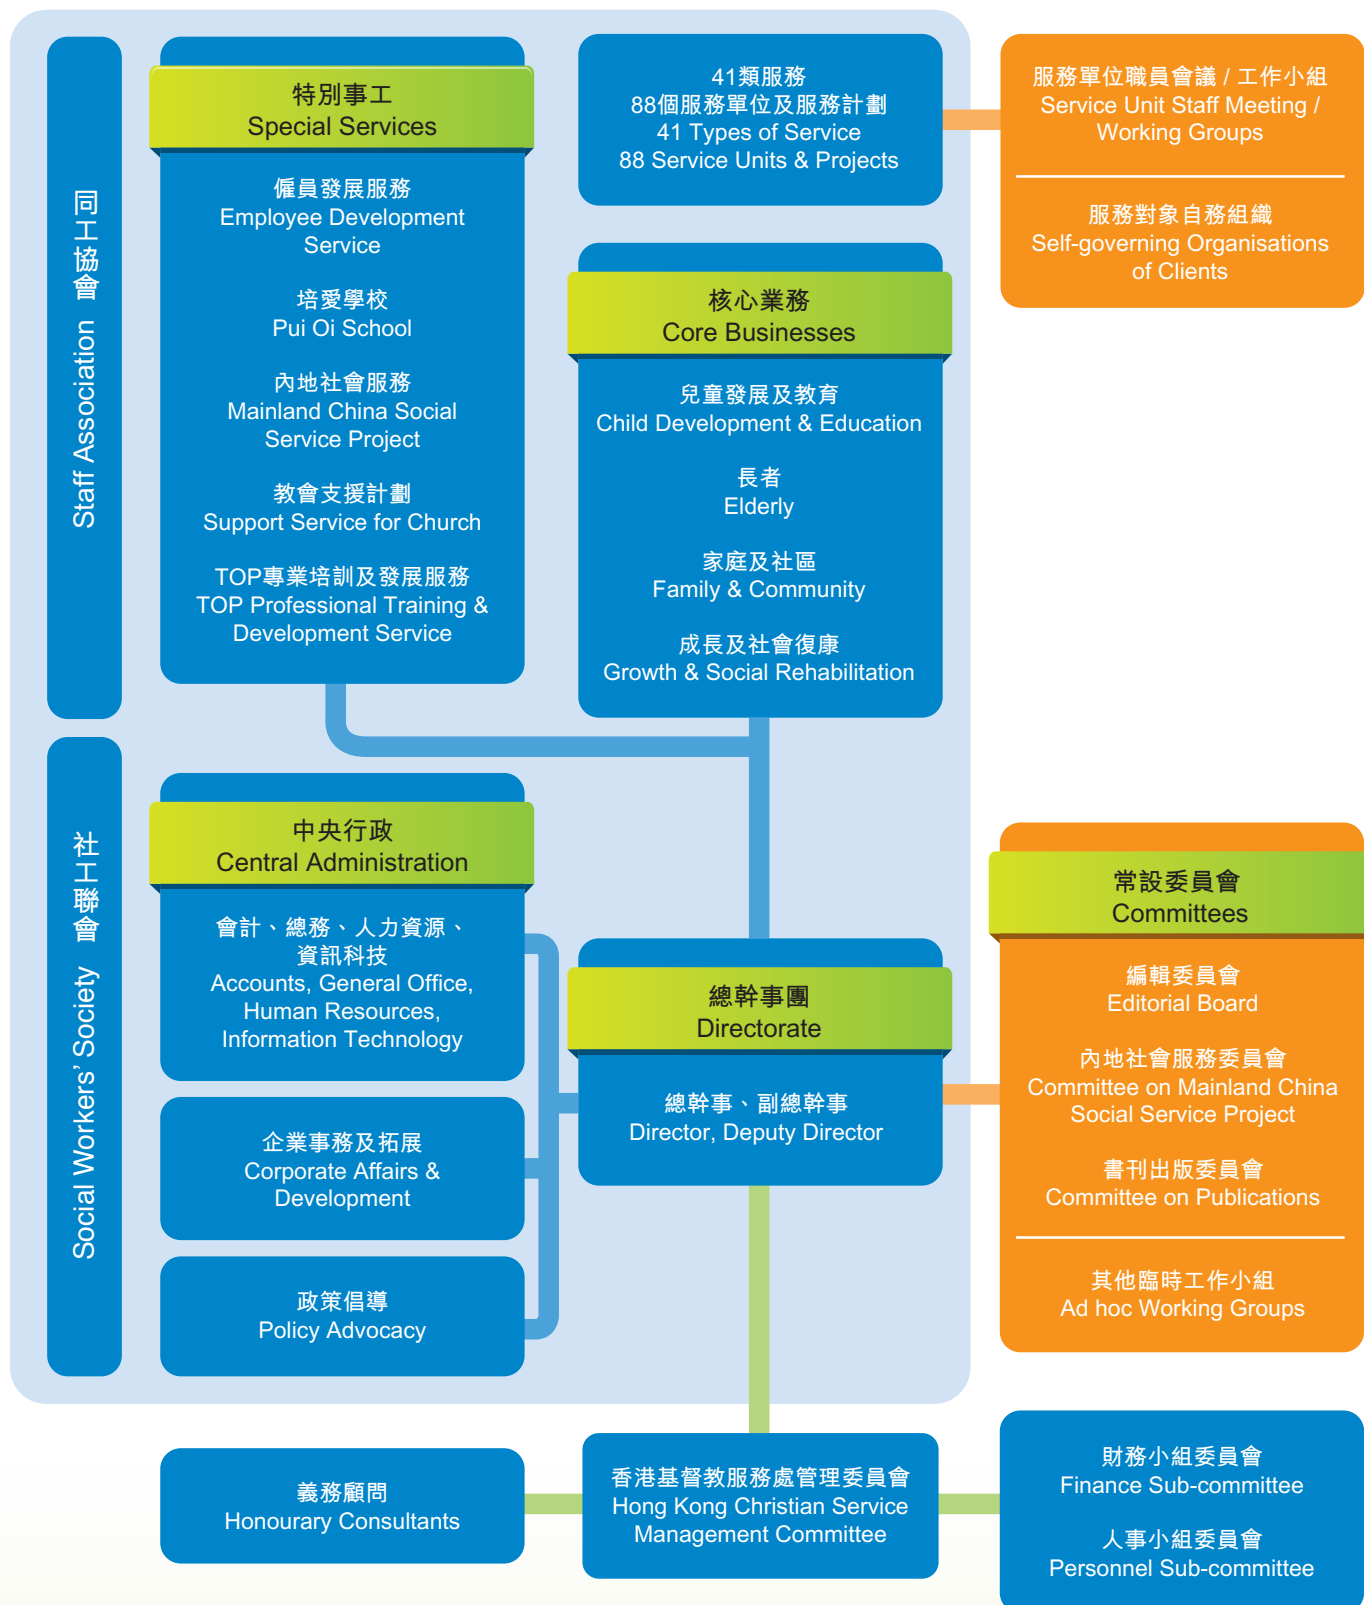 同工協會 Staff Association
特別事工
Special Services
僱員發展服務
Employee Development
Service
培愛學校
Pui Oi School
內地社會服務
Mainland China Social
Service Project
教會支援計劃
Support Service for Church
TOP專業培訓及發展服務
TOP Professional Training &
Development Service
41類服務
88個服務單位及服務計劃
41 Types of Service
88 Service Units & Projects
服務單位職員會議 / 工作小組
Service Unit Staff Meeting /
Working Groups
服務對象自務組織
Self-governing Organisations
of Clients
核心業務
Core Businesses
兒童發展及教育
Child Development & Education
長者
Elderly
家庭及社區
Family & Community
成長及社會復康
Growth & Social Rehabilitation
社工聯會 Social Workers’ Society
中央行政
Central Administration
會計、總務、人力資源、
資訊科技
Accounts, General Office,
Human Resources,
Information Technology
企業事務及拓展
Corporate Affairs &
Development
政策倡導
Policy Advocacy
總幹事團
Directorate
總幹事、副總幹事
Director, Deputy Director
常設委員會
Committees
編輯委員會
Editorial Board
內地社會服務委員會
Committee on Mainland China
Social Service Project
書刊出版委員會
Committee on Publications
其他臨時工作小組
Ad hoc Working Groups
義務顧問
Honourary Consultants
香港基督教服務處管理委員會
Hong Kong Christian Service
Management Committee
財務小組委員會
Finance Sub-committee
人事小組委員會
Personnel Sub-committee